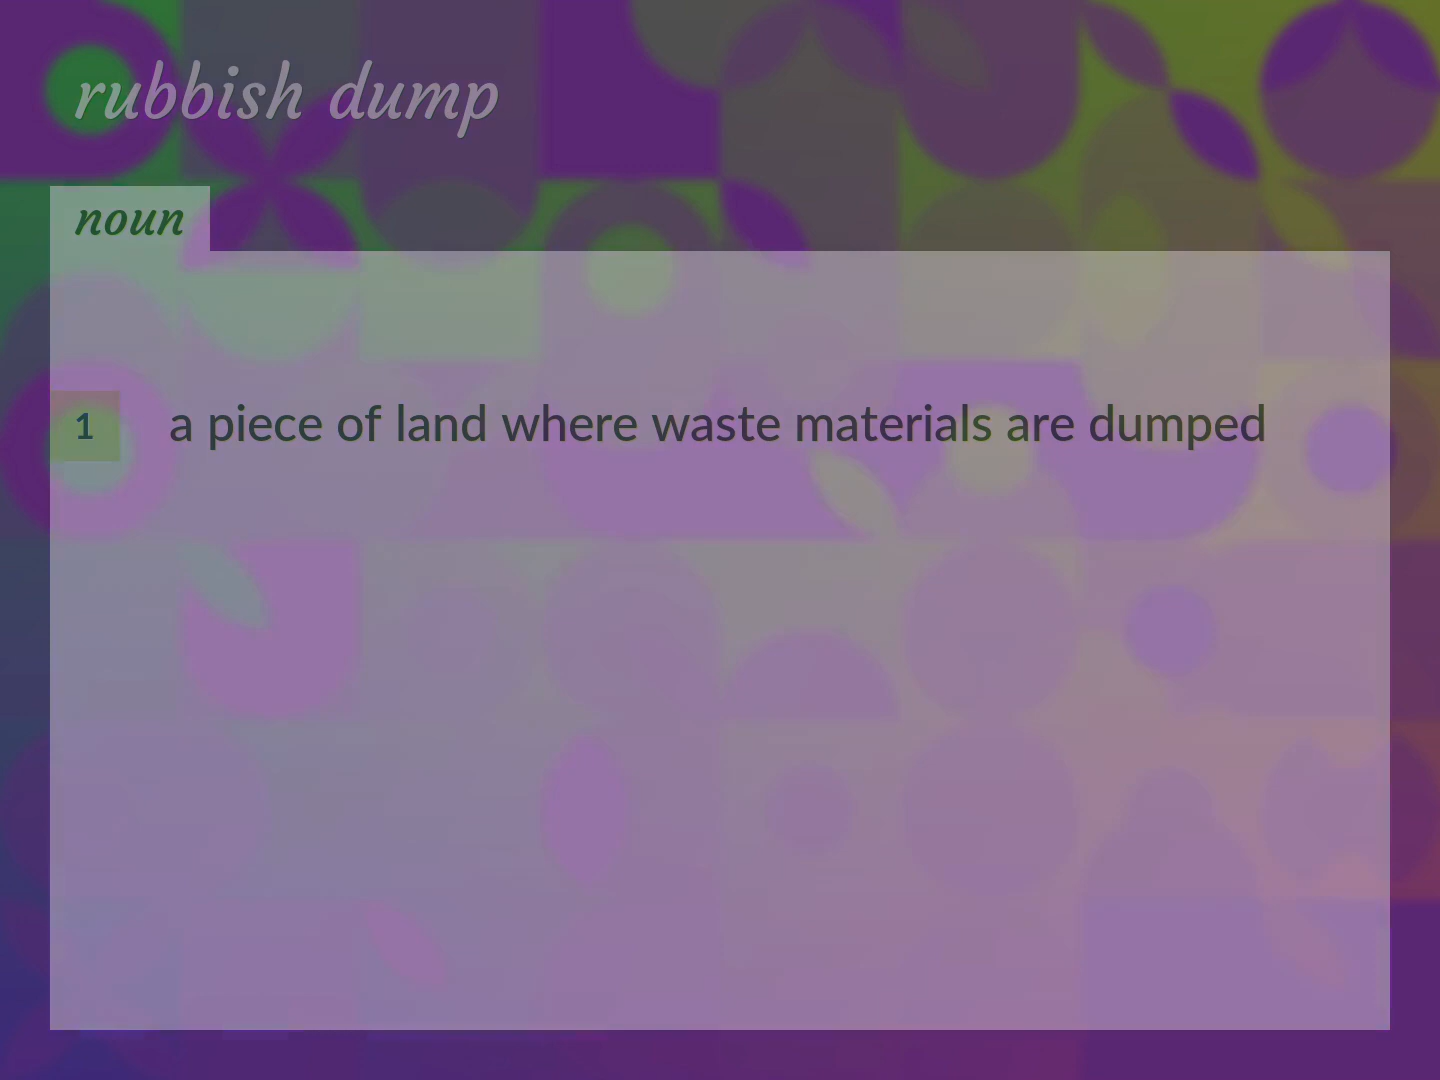 rubbish dump
noun
1 a piece of land where waste materials are dumped